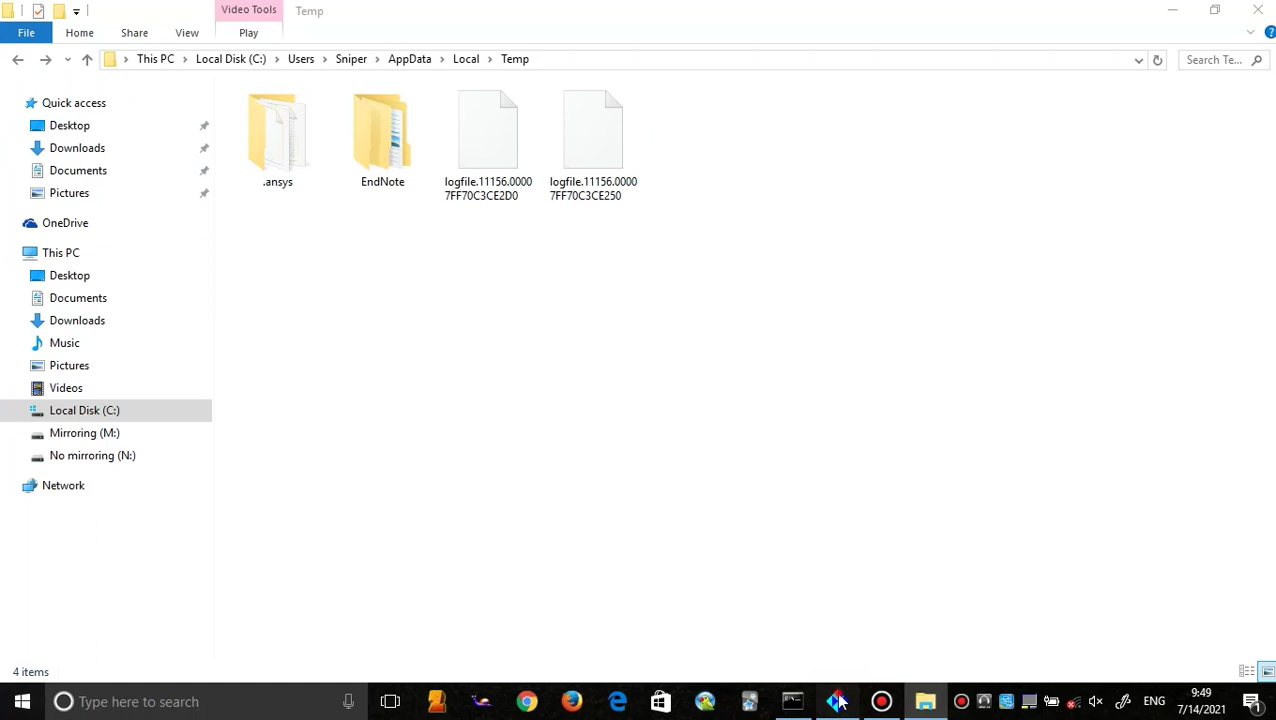 Video Tools
Temp
File
Home
Share
View
Play
This PC
Local Disk (C:)
Users
Sniper
AppData
Local
Temp
Search Te...
Quick access
Desktop
Downloads
Documents
Pictures
OneDrive
This PC
Desktop
Documents
Downloads
Music
Pictures
Videos
Local Disk (C:)
Mirroring (M:)
No mirroring (N:)
Network
.ansys
EndNote
logfile.11156.0000
7FF70C3CE2D0
logfile.11156.0000
7FF70C3CE250
4 items
Type here to search
ENG
9:49
7/14/2021
1